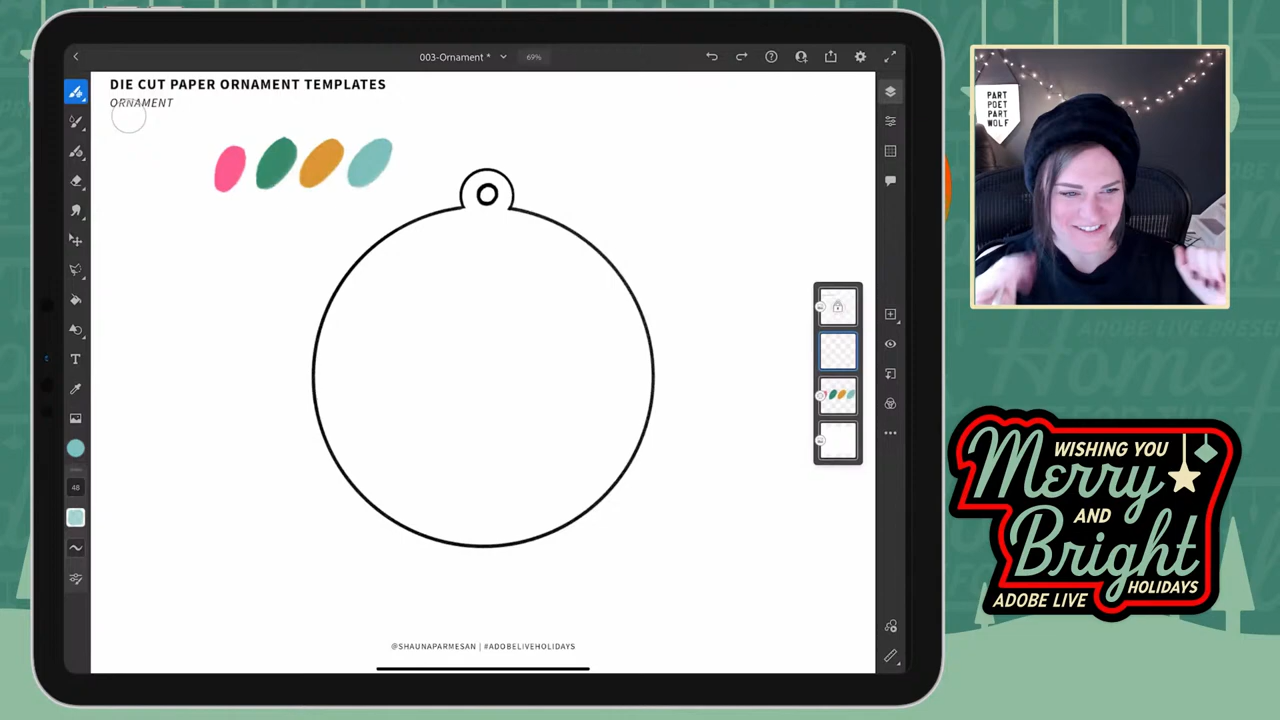 003-Ornament *
69%
DIE CUT PAPER ORNAMENT TEMPLATES
ORNAMENT
48
@SHAUNAPARMESAN | #ADOBELIVEHOLIDAYS
PART
POET
PART
WOLF
WISHING YOU
Merry
AND
Bright
HOLIDAYS
ADOBE LIVE
Home